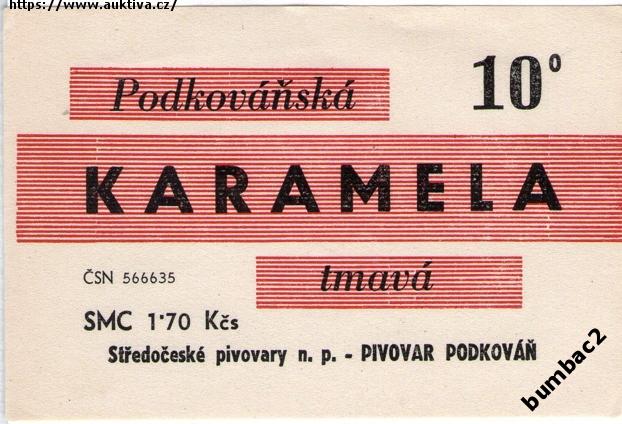 https://www.auktiva.cz/
Podkováňská
10°
KARAMELA
tmavá
ČSN 566635
SMC 1·70 Kčs
Středočeské pivovary n. p. - PIVOVAR PODKOVÁŇ
bumbac2